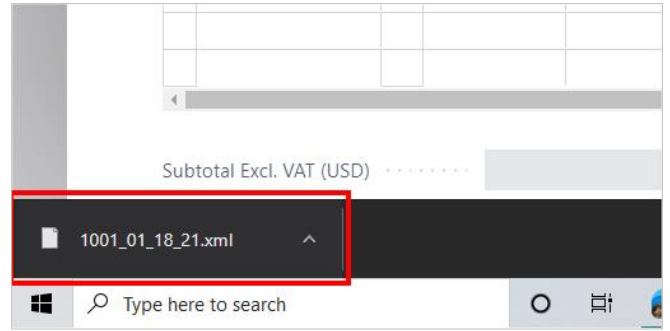 Subtotal Excl. VAT (USD)
1001_01_18_21.xml
Type here to search